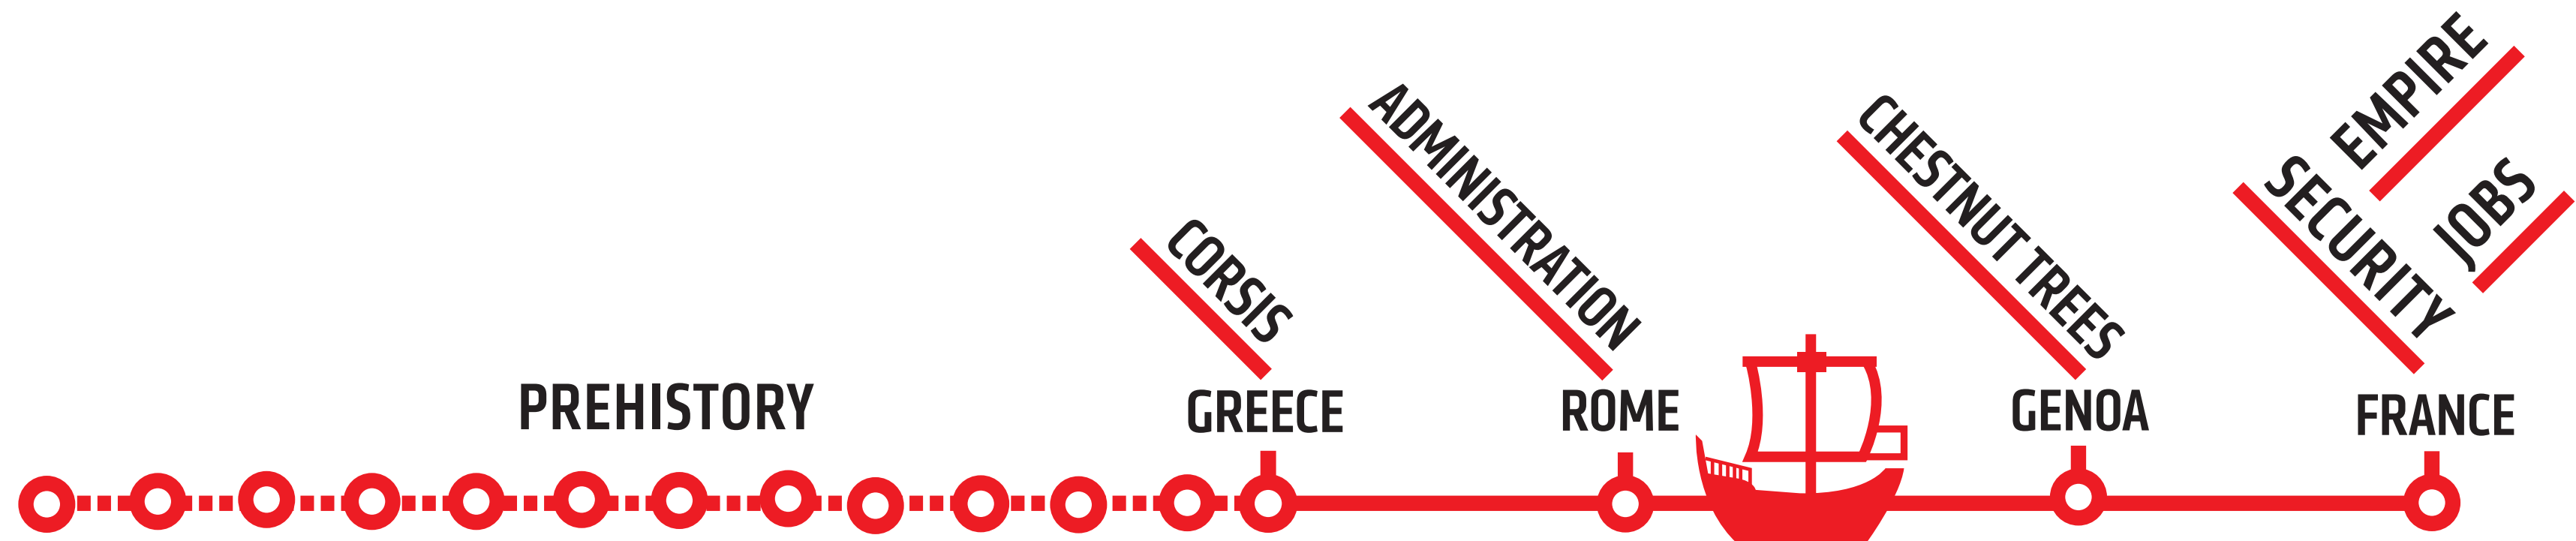 PREHISTORY
CORSIS
GREECE
ADMINISTRATION
ROME
CHESTNUT TREES
GENOA
SECURITY
EMPIRE
JOBS
FRANCE